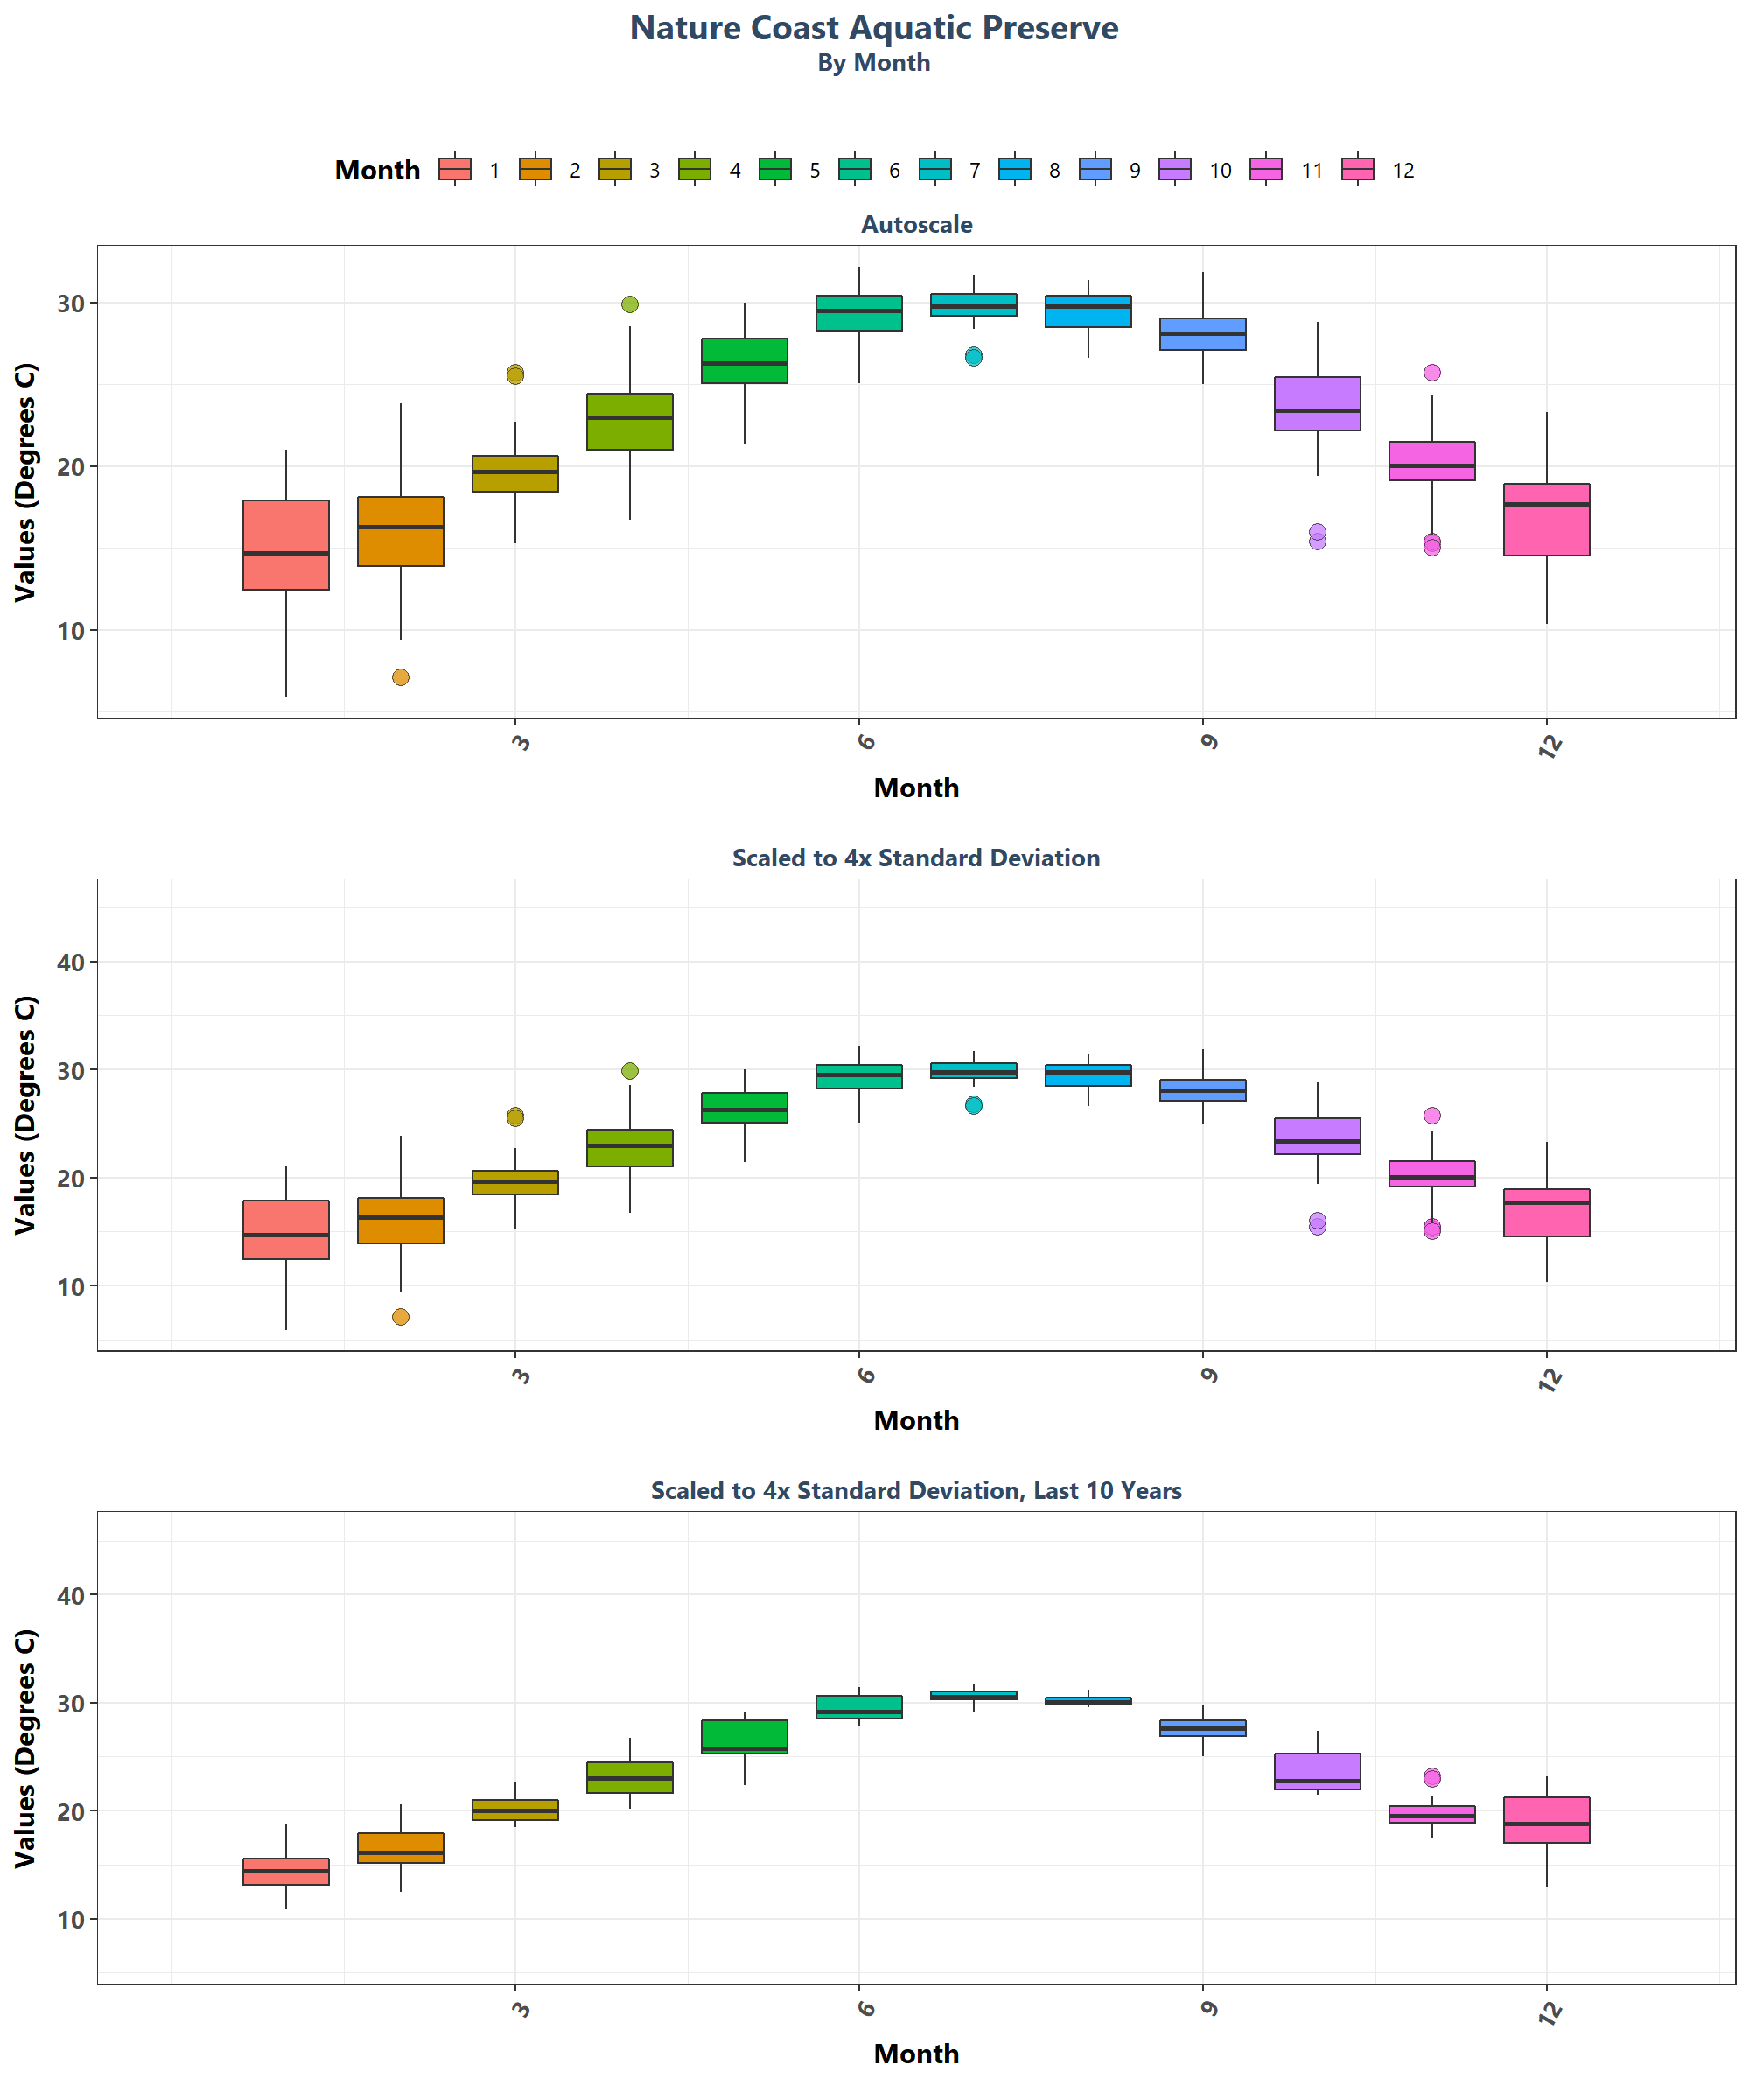 Nature Coast Aquatic Preserve
By Month
Month 1 2 3 4 5 6 7 8 9 10 11 12
Autoscale
Values (Degrees C)
30
20
10
3 6 9 12
Month
Scaled to 4x Standard Deviation
Values (Degrees C)
40
30
20
10
3 6 9 12
Month
Scaled to 4x Standard Deviation, Last 10 Years
Values (Degrees C)
40
30
20
10
3 6 9 12
Month